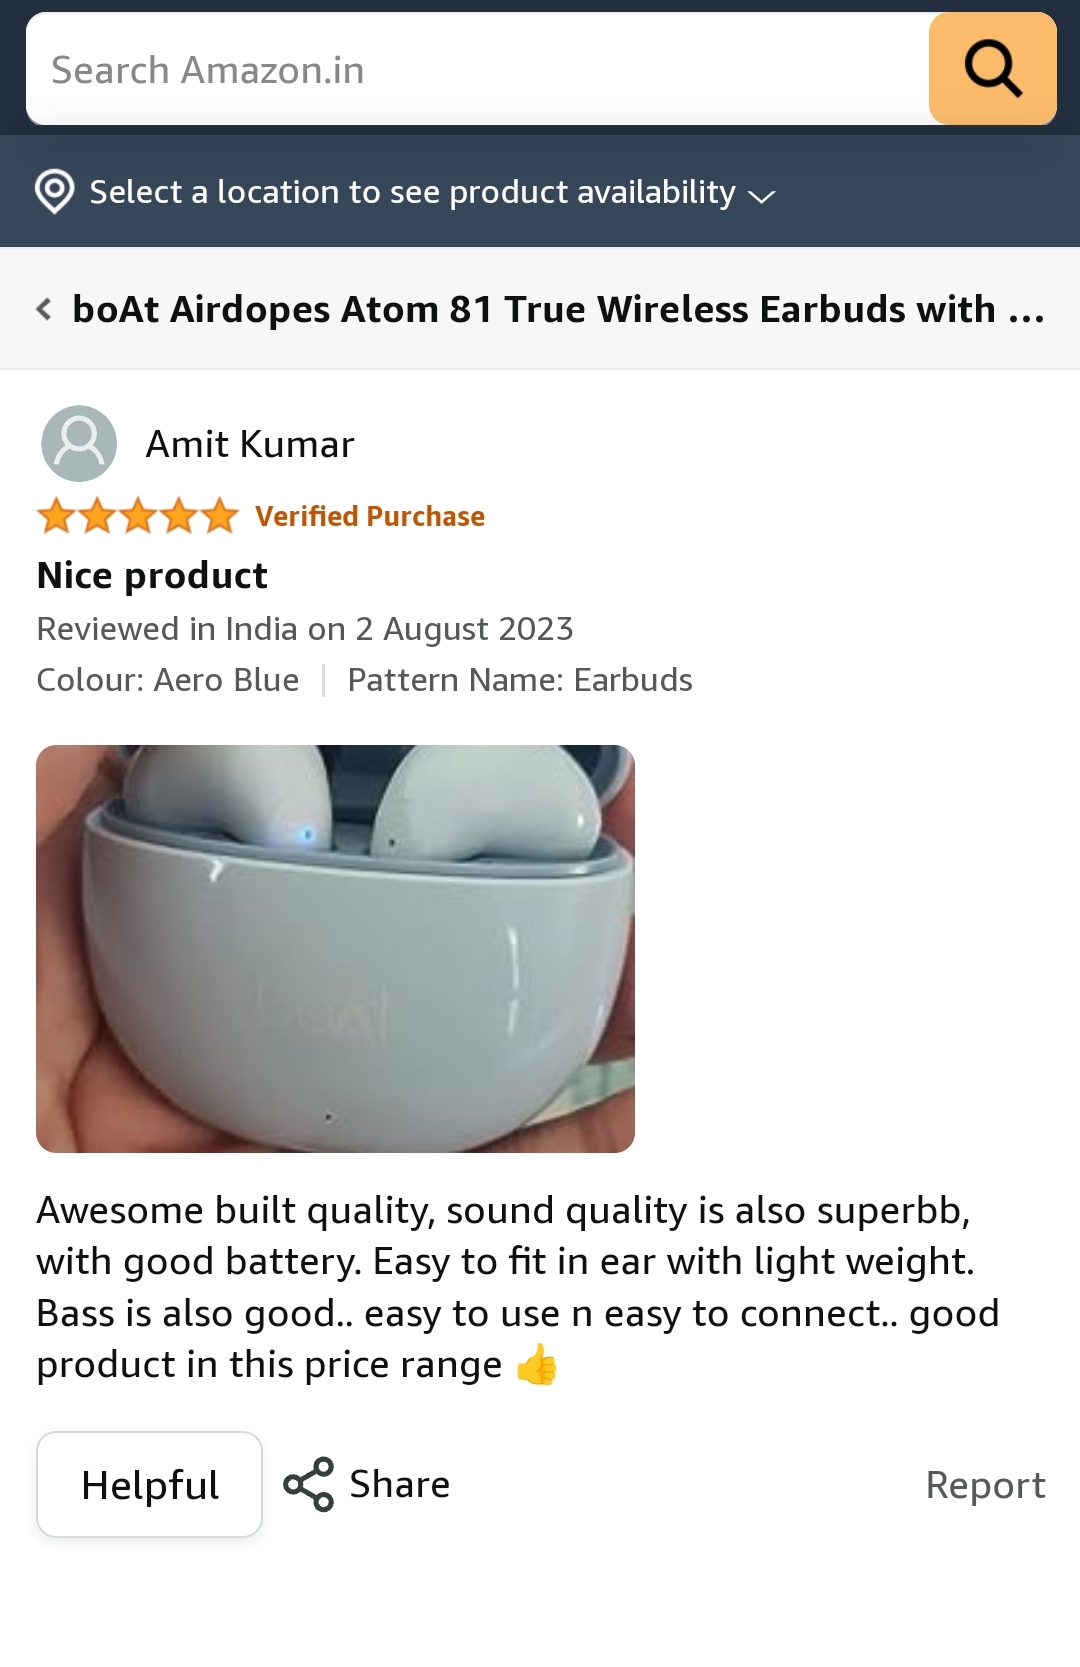 Search Amazon.in
Select a location to see product availability
boAt Airdopes Atom 81 True Wireless Earbuds with ...
Amit Kumar
Verified Purchase
Nice product
Reviewed in India on 2 August 2023
Colour: Aero Blue | Pattern Name: Earbuds
boAt
Awesome built quality, sound quality is also superbb,
with good battery. Easy to fit in ear with light weight.
Bass is also good.. easy to use n easy to connect.. good
product in this price range 👍
Helpful
Share
Report